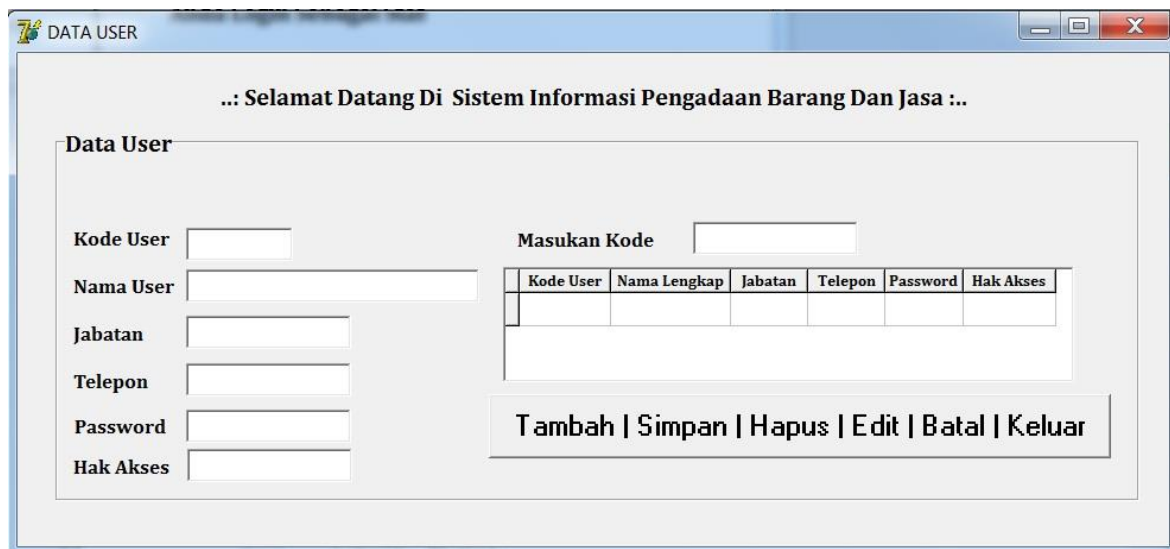 DATA USER
..: Selamat Datang Di Sistem Informasi Pengadaan Barang Dan Jasa :..
Data User
Kode User
Nama User
Jabatan
Telepon
Password
Hak Akses
Masukan Kode
Kode User Nama Lengkap Jabatan Telepon Password Hak Akses
Tambah | Simpan | Hapus | Edit | Batal | Keluar